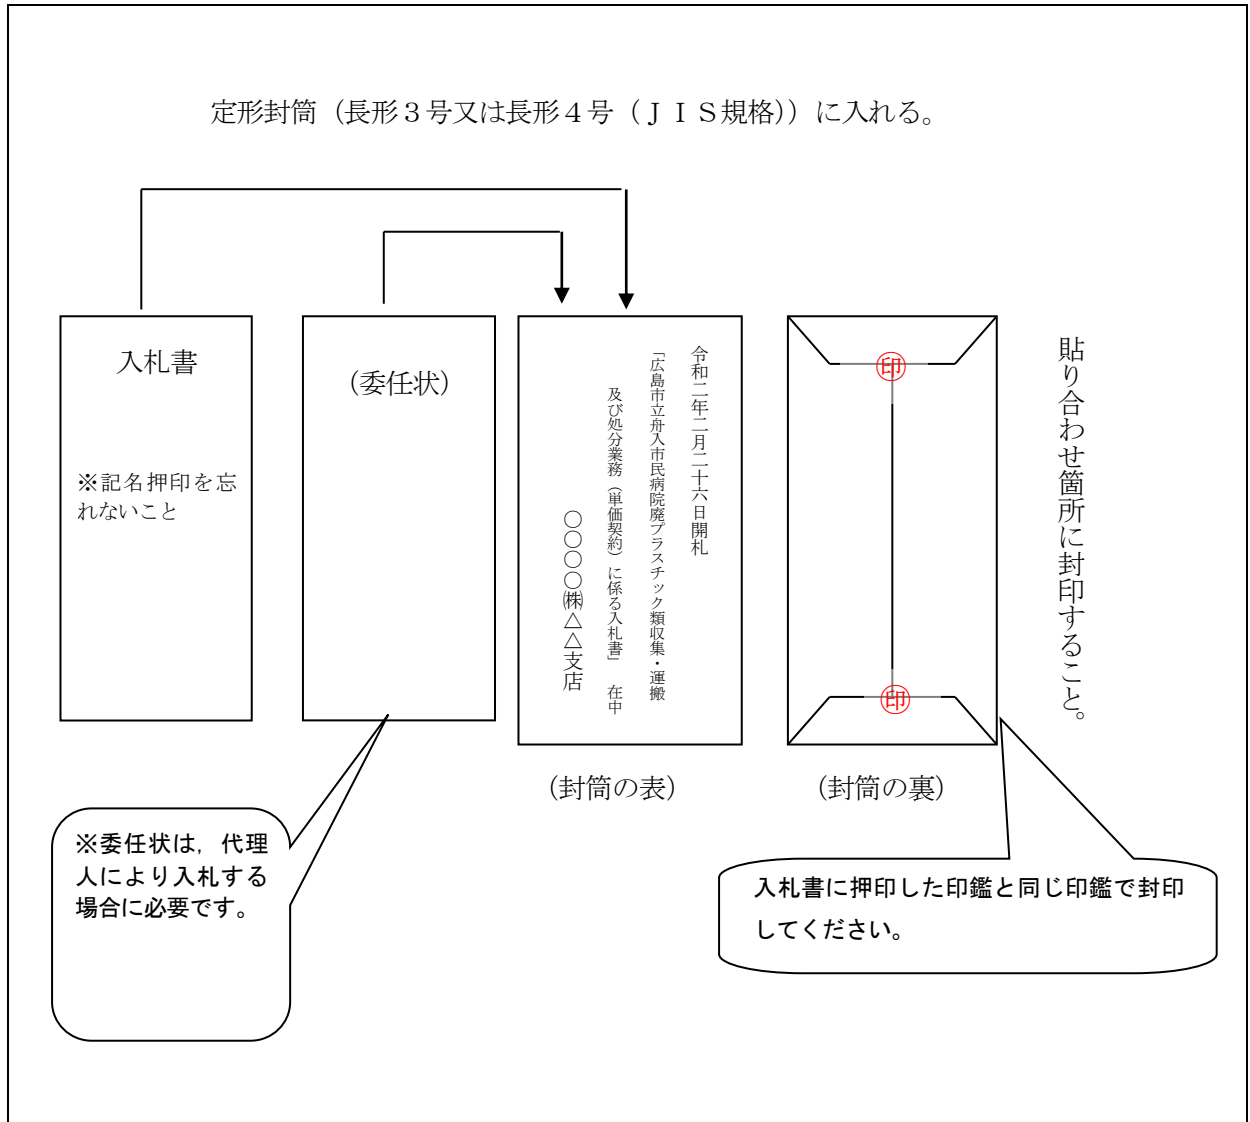 定形封筒（長形３号又は長形４号（ＪＩＳ規格））に入れる。
入札書
※記名押印を忘
れないこと
（委任状）
令和二年二月二十六日開札
「広島市立舟入市民病院廃プラスチック類収集・運搬
及び処分業務（単価契約）に係る入札書」　在中
〇〇〇〇㈱△△支店
印
印
貼り合わせ箇所に封印すること。
（封筒の表）
（封筒の裏）
※委任状は，代理
人により入札する
場合に必要です。
入札書に押印した印鑑と同じ印鑑で封印
してください。